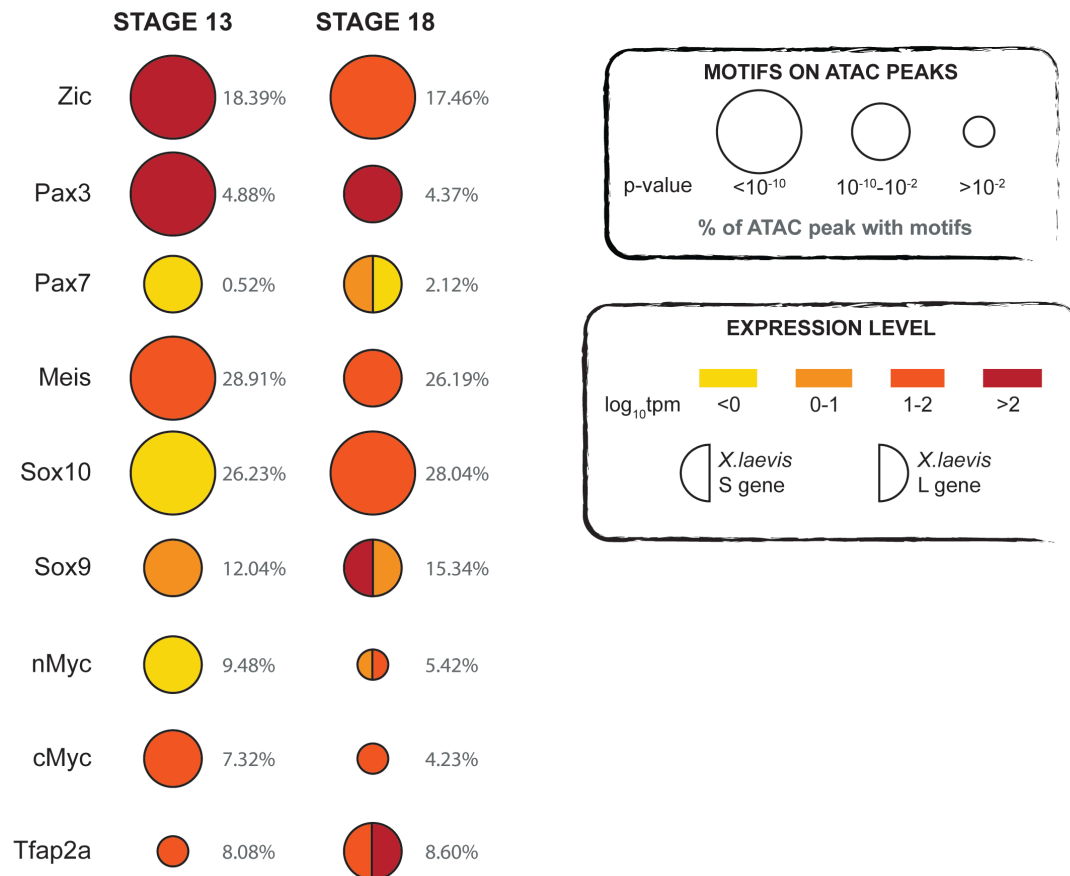 STAGE 13 STAGE 18
Zic 18.39% 17.46%
Pax3 4.88% 4.37%
Pax7 0.52% 2.12%
Meis 28.91% 26.19%
Sox10 26.23% 28.04%
Sox9 12.04% 15.34%
nMyc 9.48% 5.42%
cMyc 7.32% 4.23%
Tfap2a 8.08% 8.60%
MOTIFS ON ATAC PEAKS
p-value <10⁻¹⁰ 10⁻¹⁰-10⁻² >10⁻²
% of ATAC peak with motifs
EXPRESSION LEVEL
log₁₀tpm <0 0-1 1-2 >2
X.laevis X.laevis
S gene L gene